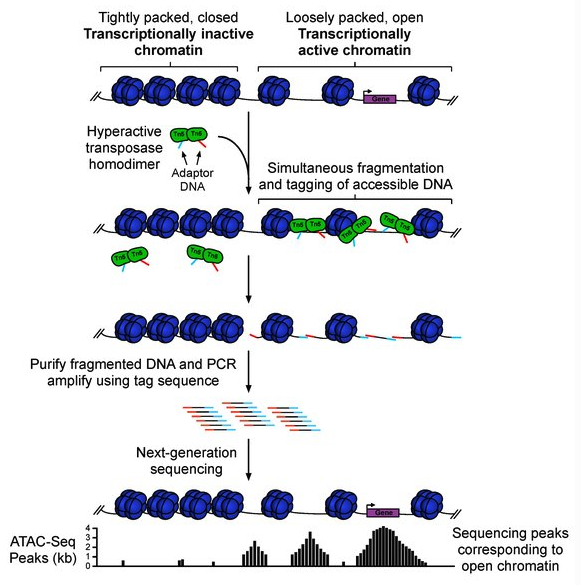 Tightly packed, closed
Transcriptionally inactive
chromatin
Loosely packed, open
Transcriptionally
active chromatin
Gene
Hyperactive
transposase
homodimer
Tn5 Tn5
Adaptor
DNA
Simultaneous fragmentation
and tagging of accessible DNA
Tn5 Tn5
Tn5 Tn5
Tn5 Tn5
Tn5 Tn5
Tn5 Tn5
Purify fragmented DNA and PCR
amplify using tag sequence
Next-generation
sequencing
Gene
ATAC-Seq
Peaks (kb)
4
3
2
1
0
Sequencing peaks
corresponding to
open chromatin